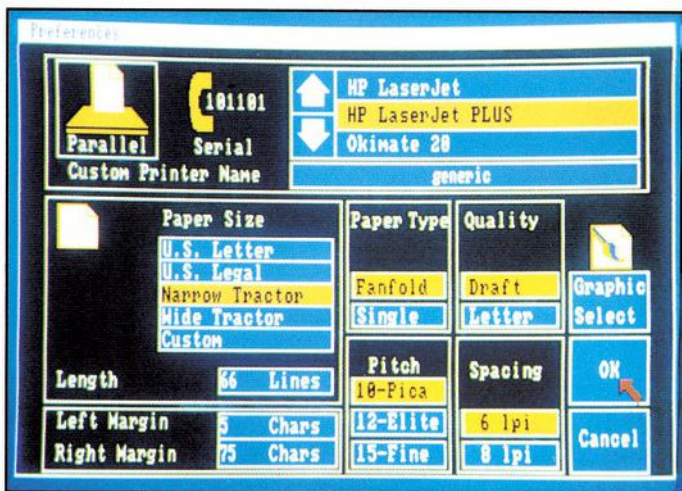 Preferences
101101
Parallel
Serial
Custom Printer Name
HP LaserJet
HP LaserJet PLUS
Okimate 20
generic
Paper Size
U.S. Letter
U.S. Legal
Narrow Tractor
Wide Tractor
Custom
Length 66 Lines
Left Margin 5 Chars
Right Margin 75 Chars
Paper Type
Fanfold
Single
Quality
Draft
Letter
Pitch
10-Pica
12-Elite
15-Fine
Spacing
6 lpi
8 lpi
Graphic
Select
OK
Cancel